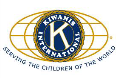 KIWANIS
K
INTERNATIONAL
SERVING THE CHILDREN OF THE WORLD